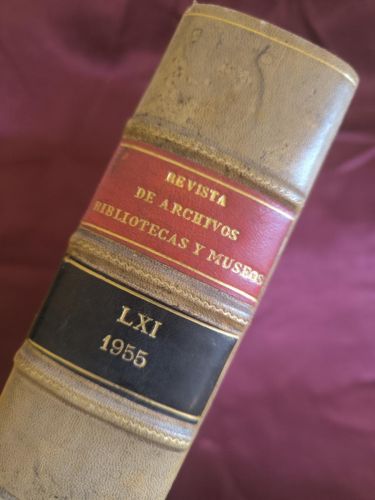 REVISTA
DE ARCHIVOS
BIBLIOTECAS Y MUSEOS
LXI
1955